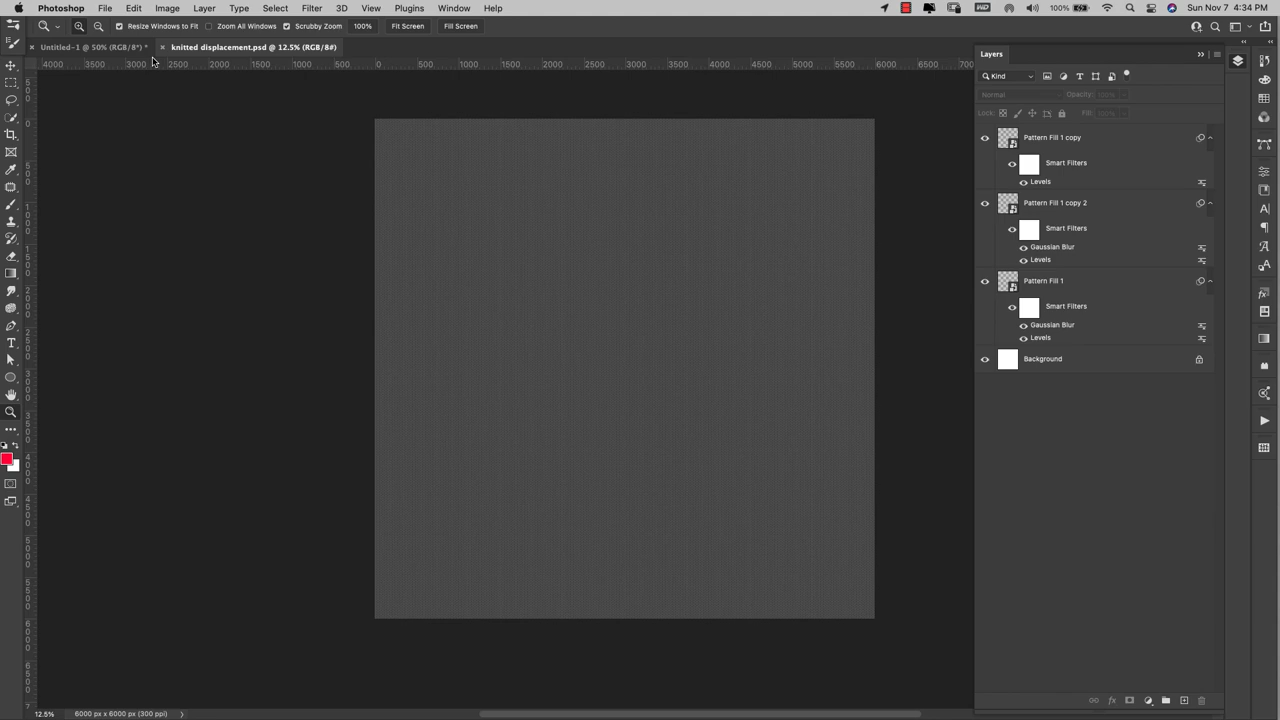 Photoshop File Edit Image Layer Type Select Filter 3D View Plugins Window Help 100% Sun Nov 7 4:34 PM
Resize Windows to Fit Zoom All Windows Scrubby Zoom 100% Fit Screen Fill Screen
Untitled-1 @ 50% (RGB/8*) * knitted displacement.psd @ 12.5% (RGB/8#)
4000 3500 3000 2500 2000 1500 1000 500 0 500 1000 1500 2000 2500 3000 3500 4000 4500 5000 5500 6000 6500 700
Layers
Kind
Normal Opacity: 100%
Lock: Fill: 100%
Pattern Fill 1 copy
Smart Filters
Levels
Pattern Fill 1 copy 2
Smart Filters
Gaussian Blur
Levels
Pattern Fill 1
Smart Filters
Gaussian Blur
Levels
Background
12.5% 6000 px x 6000 px (300 ppi)